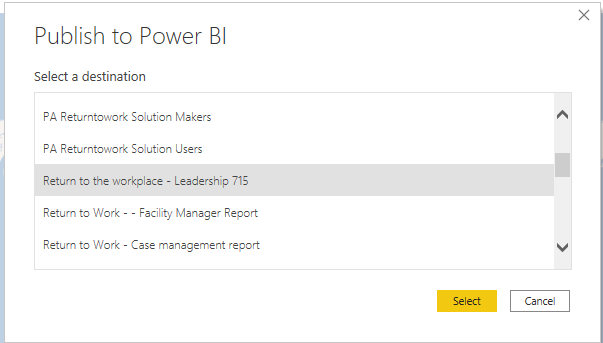 Publish to Power BI
Select a destination
PA Returntowork Solution Makers
PA Returntowork Solution Users
Return to the workplace - Leadership 715
Return to Work - - Facility Manager Report
Return to Work - Case management report
Select
Cancel